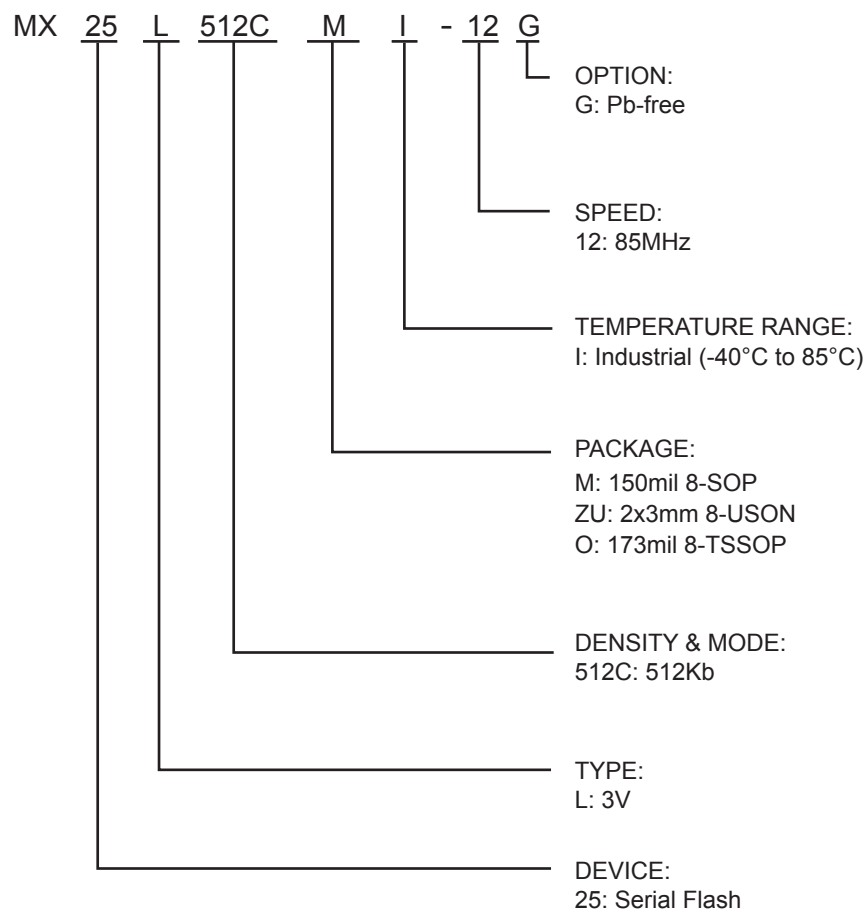 MX 25 L 512C M I - 12 G
OPTION:
G: Pb-free
SPEED:
12: 85MHz
TEMPERATURE RANGE:
I: Industrial (-40°C to 85°C)
PACKAGE:
M: 150mil 8-SOP
ZU: 2x3mm 8-USON
O: 173mil 8-TSSOP
DENSITY & MODE:
512C: 512Kb
TYPE:
L: 3V
DEVICE:
25: Serial Flash